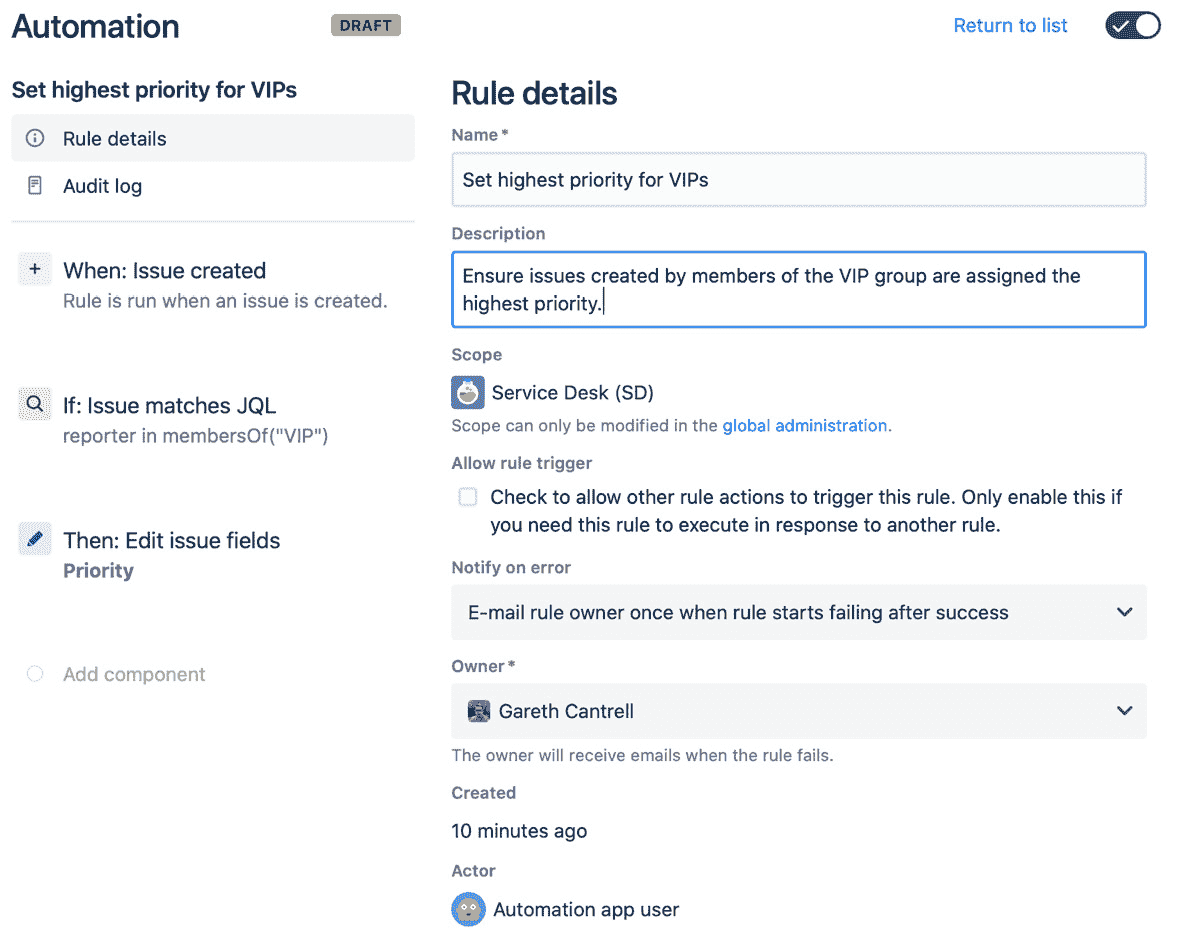 Automation
DRAFT
Return to list
Set highest priority for VIPs
Rule details
Audit log
When: Issue created
Rule is run when an issue is created.
If: Issue matches JQL
reporter in membersOf("VIP")
Then: Edit issue fields
Priority
Add component
Rule details
Name*
Set highest priority for VIPs
Description
Ensure issues created by members of the VIP group are assigned the
highest priority.
Scope
Service Desk (SD)
Scope can only be modified in the global administration.
Allow rule trigger
Check to allow other rule actions to trigger this rule. Only enable this if
you need this rule to execute in response to another rule.
Notify on error
E-mail rule owner once when rule starts failing after success
Owner*
Gareth Cantrell
The owner will receive emails when the rule fails.
Created
10 minutes ago
Actor
Automation app user